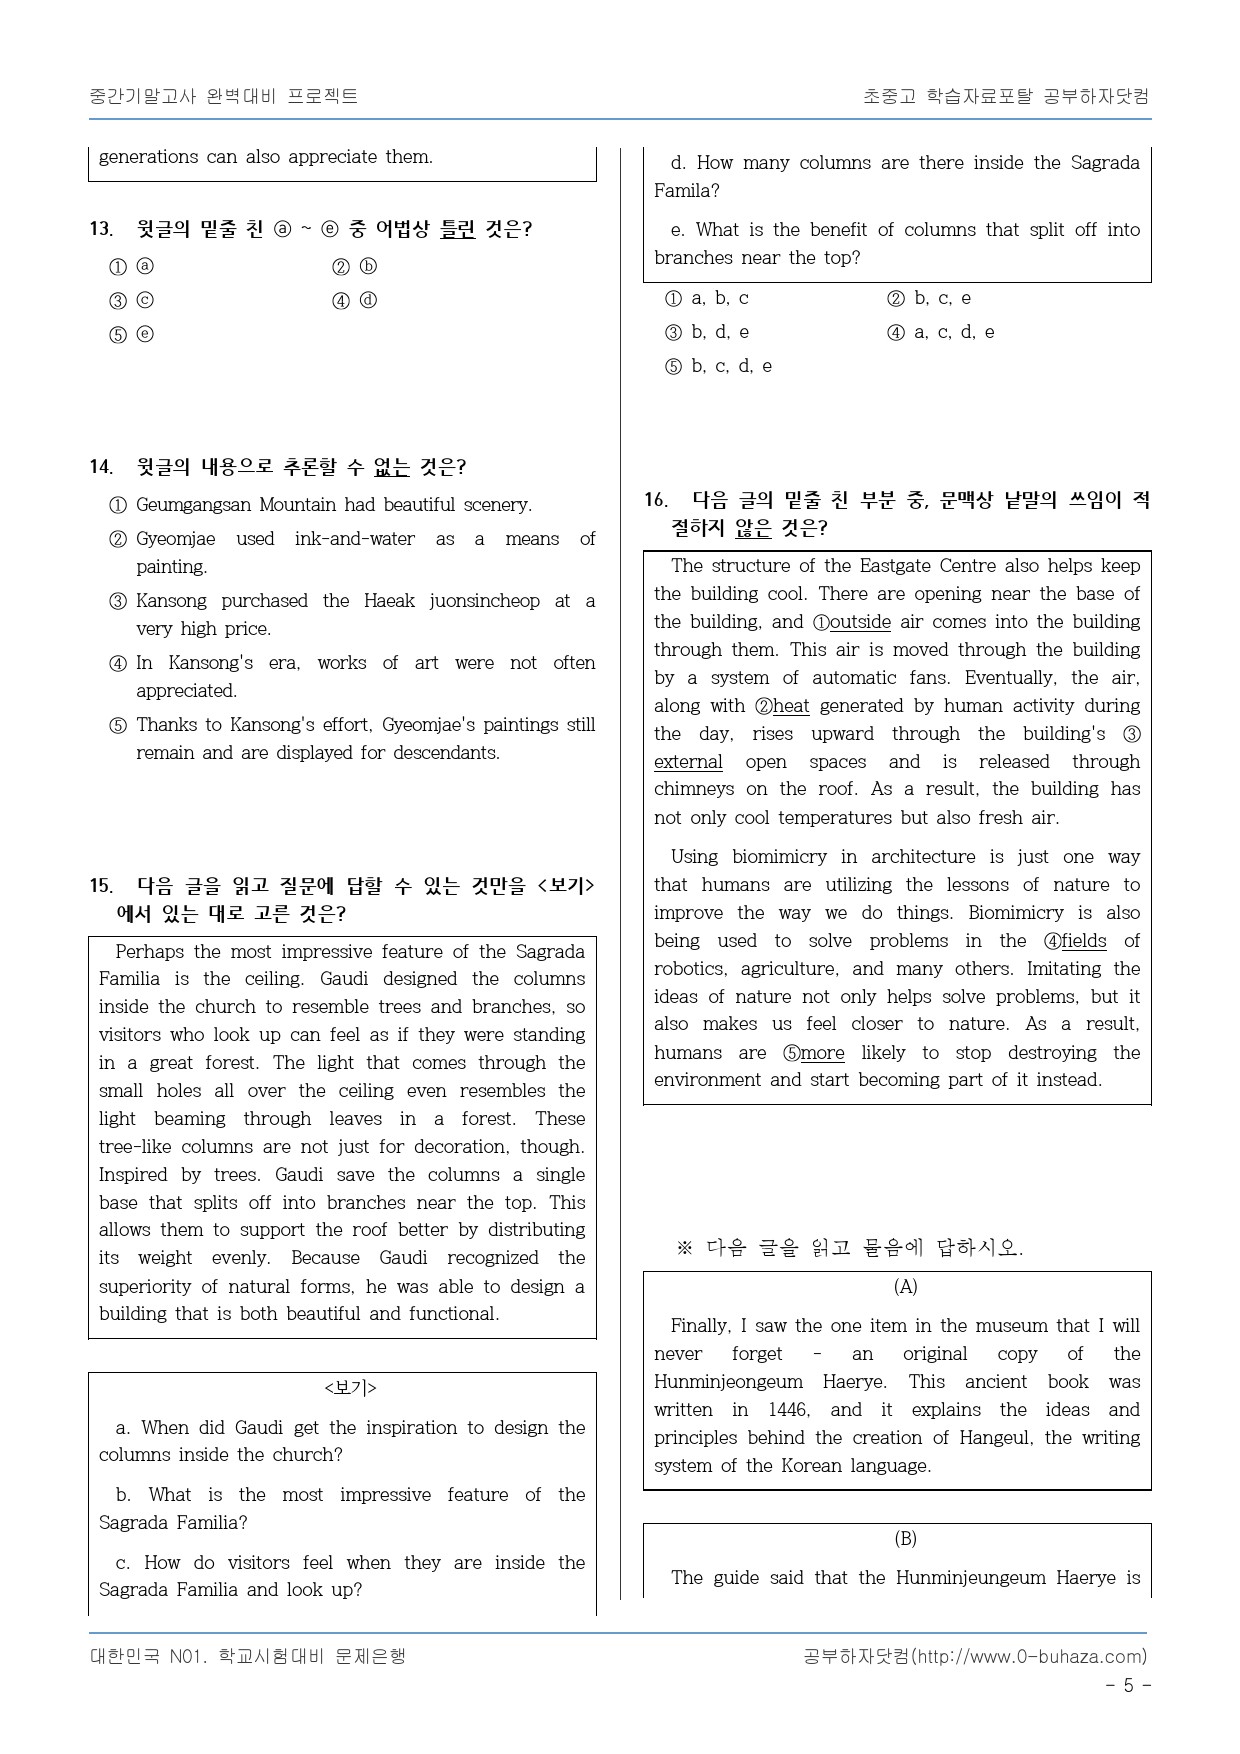 중간기말고사 완벽대비 프로젝트
초중고 학습자료포탈 공부하자닷컴
generations can also appreciate them.
13. 윗글의 밑줄 친 ⓐ ~ ⓔ 중 어법상 틀린 것은?
① ⓐ ② ⓑ
③ ⓒ ④ ⓓ
⑤ ⓔ
14. 윗글의 내용으로 추론할 수 없는 것은?
① Geumgangsan Mountain had beautiful scenery.
② Gyeomjae used ink-and-water as a means of
painting.
③ Kansong purchased the Haeak juonsincheop at a
very high price.
④ In Kansong's era, works of art were not often
appreciated.
⑤ Thanks to Kansong's effort, Gyeomjae's paintings still
remain and are displayed for descendants.
15. 다음 글을 읽고 질문에 답할 수 있는 것만을 <보기>
에서 있는 대로 고른 것은?
Perhaps the most impressive feature of the Sagrada
Familia is the ceiling. Gaudi designed the columns
inside the church to resemble trees and branches, so
visitors who look up can feel as if they were standing
in a great forest. The light that comes through the
small holes all over the ceiling even resembles the
light beaming through leaves in a forest. These
tree-like columns are not just for decoration, though.
Inspired by trees. Gaudi save the columns a single
base that splits off into branches near the top. This
allows them to support the roof better by distributing
its weight evenly. Because Gaudi recognized the
superiority of natural forms, he was able to design a
building that is both beautiful and functional.
<보기>
a. When did Gaudi get the inspiration to design the
columns inside the church?
b. What is the most impressive feature of the
Sagrada Familia?
c. How do visitors feel when they are inside the
Sagrada Familia and look up?
d. How many columns are there inside the Sagrada
Famila?
e. What is the benefit of columns that split off into
branches near the top?
① a, b, c ② b, c, e
③ b, d, e ④ a, c, d, e
⑤ b, c, d, e
16. 다음 글의 밑줄 친 부분 중, 문맥상 낱말의 쓰임이 적
절하지 않은 것은?
The structure of the Eastgate Centre also helps keep
the building cool. There are opening near the base of
the building, and ①outside air comes into the building
through them. This air is moved through the building
by a system of automatic fans. Eventually, the air,
along with ②heat generated by human activity during
the day, rises upward through the building's ③
external open spaces and is released through
chimneys on the roof. As a result, the building has
not only cool temperatures but also fresh air.
Using biomimicry in architecture is just one way
that humans are utilizing the lessons of nature to
improve the way we do things. Biomimicry is also
being used to solve problems in the ④fields of
robotics, agriculture, and many others. Imitating the
ideas of nature not only helps solve problems, but it
also makes us feel closer to nature. As a result,
humans are ⑤more likely to stop destroying the
environment and start becoming part of it instead.
※ 다음 글을 읽고 물음에 답하시오.
(A)
Finally, I saw the one item in the museum that I will
never forget - an original copy of the
Hunminjeongeum Haerye. This ancient book was
written in 1446, and it explains the ideas and
principles behind the creation of Hangeul, the writing
system of the Korean language.
(B)
The guide said that the Hunminjeungeum Haerye is
대한민국 N01. 학교시험대비 문제은행
공부하자닷컴(http://www.0-buhaza.com)
- 5 -